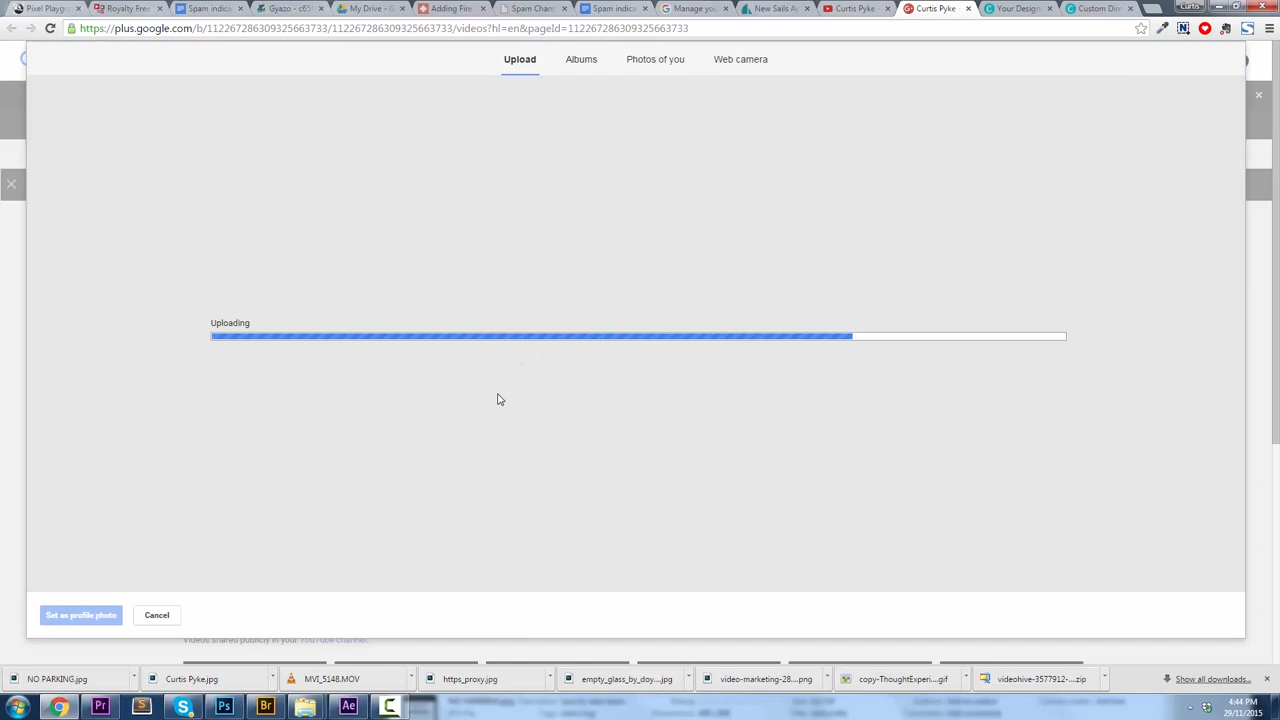 Pixel Playgr
Royalty Free
Spam indica
Gyazo - c65
My Drive - G
Adding Fire
Spam Chan
Spam indica
Manage you
New Sails A
Curtis Pyke
Curtis Pyke -
Your Design
Custom Dim
Curtis
https://plus.google.com/b/112267286309325663733/112267286309325663733/videos?hl=en&pageId=112267286309325663733
Upload
Albums
Photos of you
Web camera
Uploading
Set as profile photo
Cancel
Videos shared publicly in your YouTube channel.
NO PARKING.jpg
Curtis Pyke.jpg
MVI_5148.MOV
https_proxy.jpg
empty_glass_by_day....jpg
video-marketing-28....png
copy-ThoughtExperi....gif
videohive-3577912-....zip
Show all downloads...
4:44 PM
29/11/2015